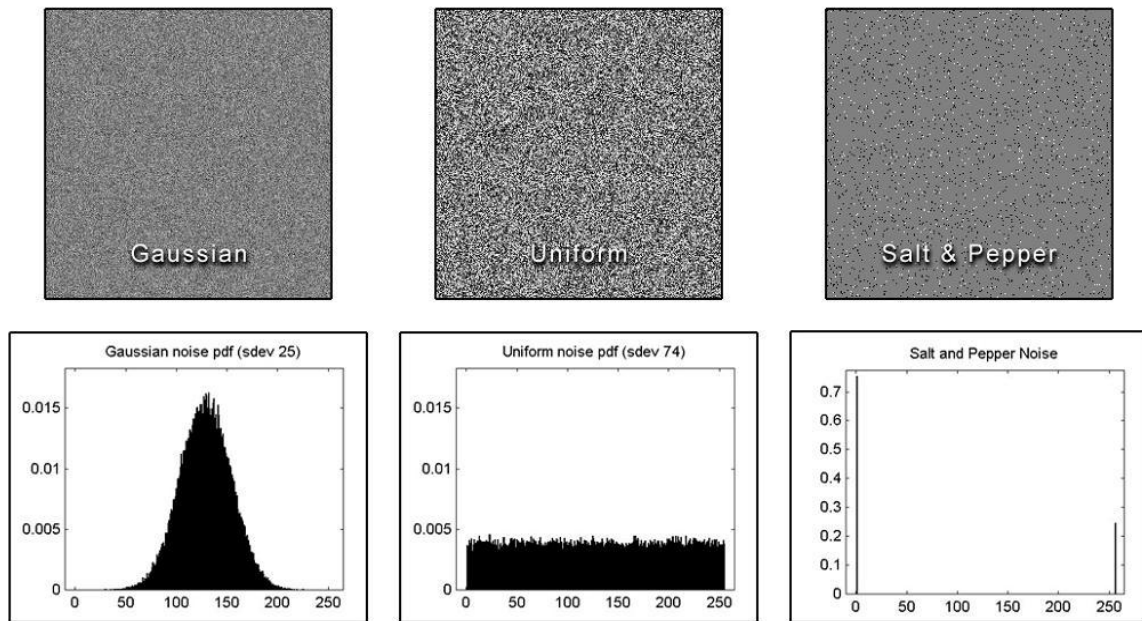 Gaussian
Uniform
Salt & Pepper
Gaussian noise pdf (sdev 25)
0.015
0.01
0.005
0
0 50 100 150 200 250
Uniform noise pdf (sdev 74)
0.015
0.01
0.005
0
0 50 100 150 200 250
Salt and Pepper Noise
0.7
0.6
0.5
0.4
0.3
0.2
0.1
0
0 50 100 150 200 250